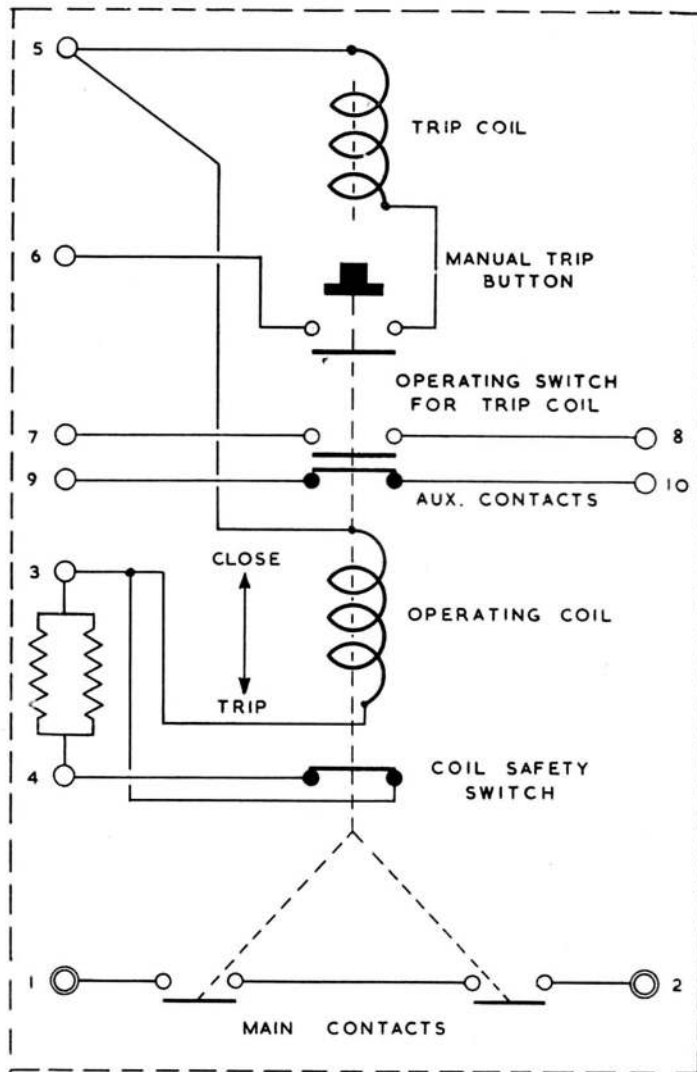 5
TRIP COIL
6
MANUAL TRIP
BUTTON
OPERATING SWITCH
FOR TRIP COIL
7
8
9
10
AUX. CONTACTS
3
CLOSE
OPERATING COIL
TRIP
4
COIL SAFETY
SWITCH
1
2
MAIN CONTACTS